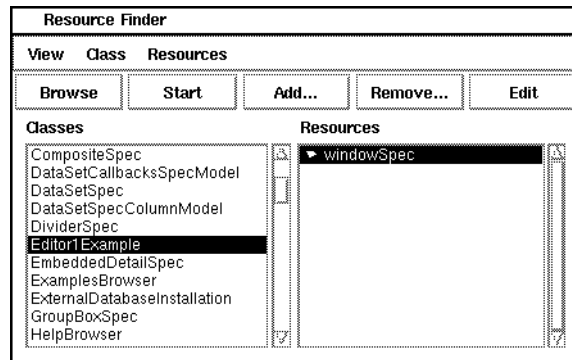 Resource Finder
View Class Resources
Browse Start Add... Remove... Edit
Classes Resources
CompositeSpec
DataSetCallbacksSpecModel
DataSetSpec
DataSetSpecColumnModel
DividerSpec
Editor1Example
EmbeddedDetailSpec
ExamplesBrowser
ExternalDatabaseInstallation
GroupBoxSpec
HelpBrowser
windowSpec